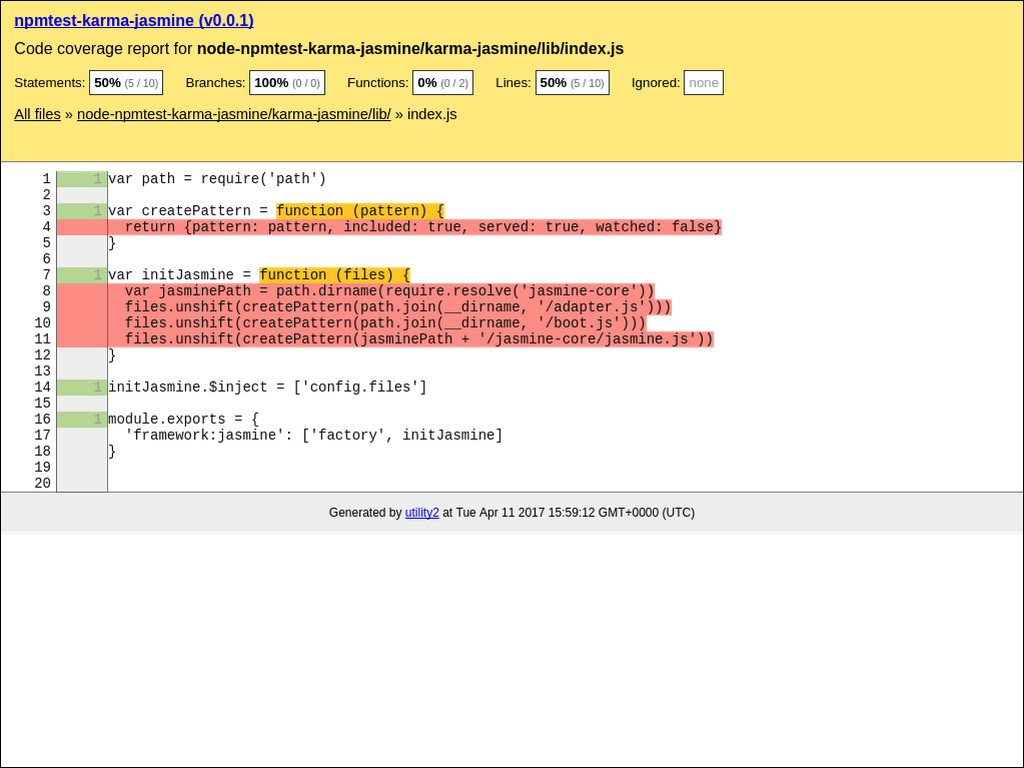 npmtest-karma-jasmine (v0.0.1)
Code coverage report for node-npmtest-karma-jasmine/karma-jasmine/lib/index.js
Statements: 50% (5 / 10) Branches: 100% (0 / 0) Functions: 0% (0 / 2) Lines: 50% (5 / 10) Ignored: none
All files » node-npmtest-karma-jasmine/karma-jasmine/lib/ » index.js
1 1 var path = require('path')
2
3 1 var createPattern = function (pattern) {
4   return {pattern: pattern, included: true, served: true, watched: false}
5 }
6
7 1 var initJasmine = function (files) {
8   var jasminePath = path.dirname(require.resolve('jasmine-core'))
9   files.unshift(createPattern(path.join(__dirname, '/adapter.js')))
10   files.unshift(createPattern(path.join(__dirname, '/boot.js')))
11   files.unshift(createPattern(jasminePath + '/jasmine-core/jasmine.js'))
12 }
13
14 1 initJasmine.$inject = ['config.files']
15
16 1 module.exports = {
17   'framework:jasmine': ['factory', initJasmine]
18 }
19
20
Generated by utility2 at Tue Apr 11 2017 15:59:12 GMT+0000 (UTC)